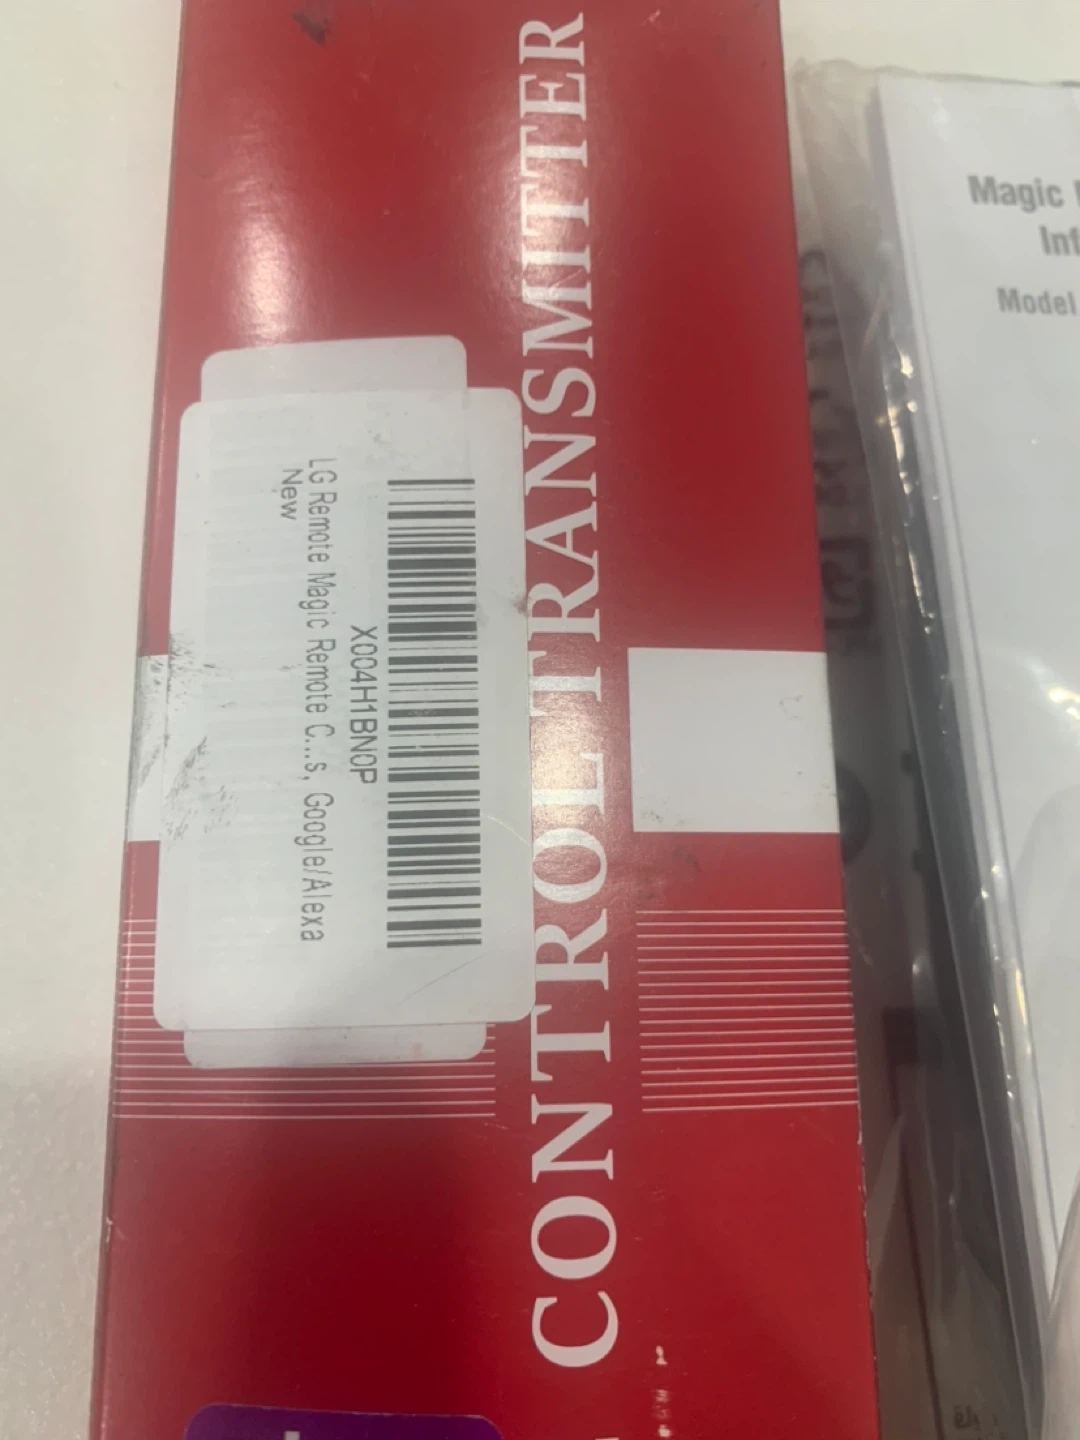 CONTROL TRANSMITTER
X004H1BN0P
LG Remote Magic Remote C...s, Google/Alexa
New
Magic
Inf
Model